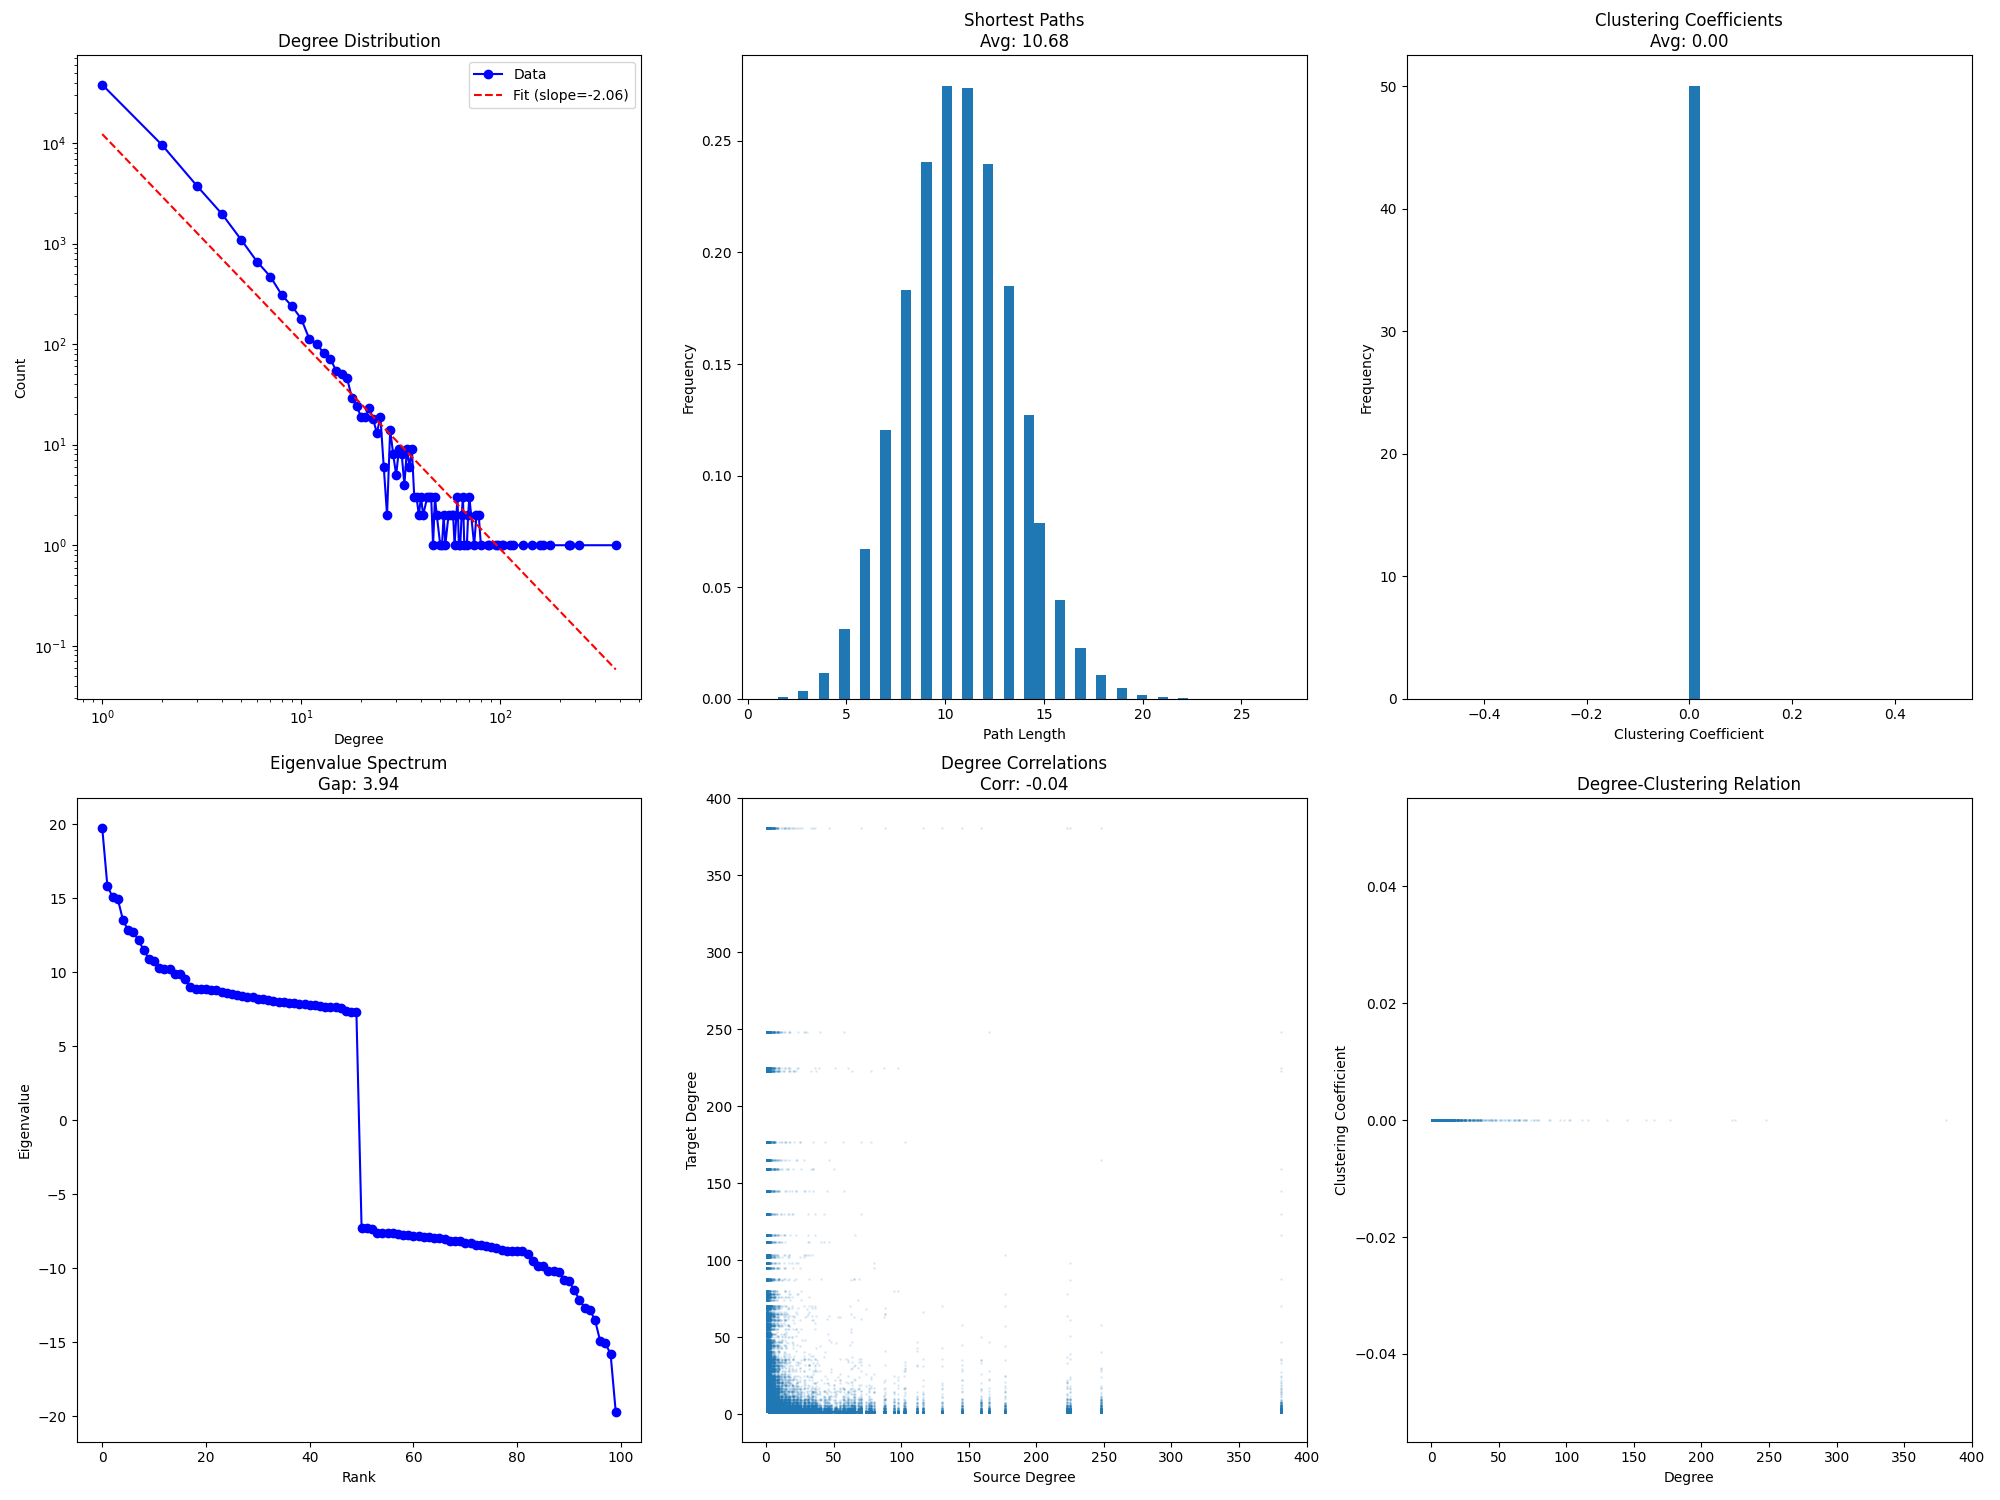 Degree Distribution
Data
Fit (slope=-2.06)
10^4
10^3
10^2
10^1
10^0
10^-1
Count
10^0 10^1 10^2
Degree
Shortest Paths
Avg: 10.68
0.25
0.20
0.15
0.10
0.05
0.00
Frequency
0 5 10 15 20 25
Path Length
Clustering Coefficients
Avg: 0.00
50
40
30
20
10
0
Frequency
−0.4 −0.2 0.0 0.2 0.4
Clustering Coefficient
Eigenvalue Spectrum
Gap: 3.94
20
15
10
5
0
−5
−10
−15
−20
Eigenvalue
0 20 40 60 80 100
Rank
Degree Correlations
Corr: -0.04
400
350
300
250
200
150
100
50
0
Target Degree
0 50 100 150 200 250 300 350 400
Source Degree
Degree-Clustering Relation
0.04
0.02
0.00
−0.02
−0.04
Clustering Coefficient
0 50 100 150 200 250 300 350 400
Degree